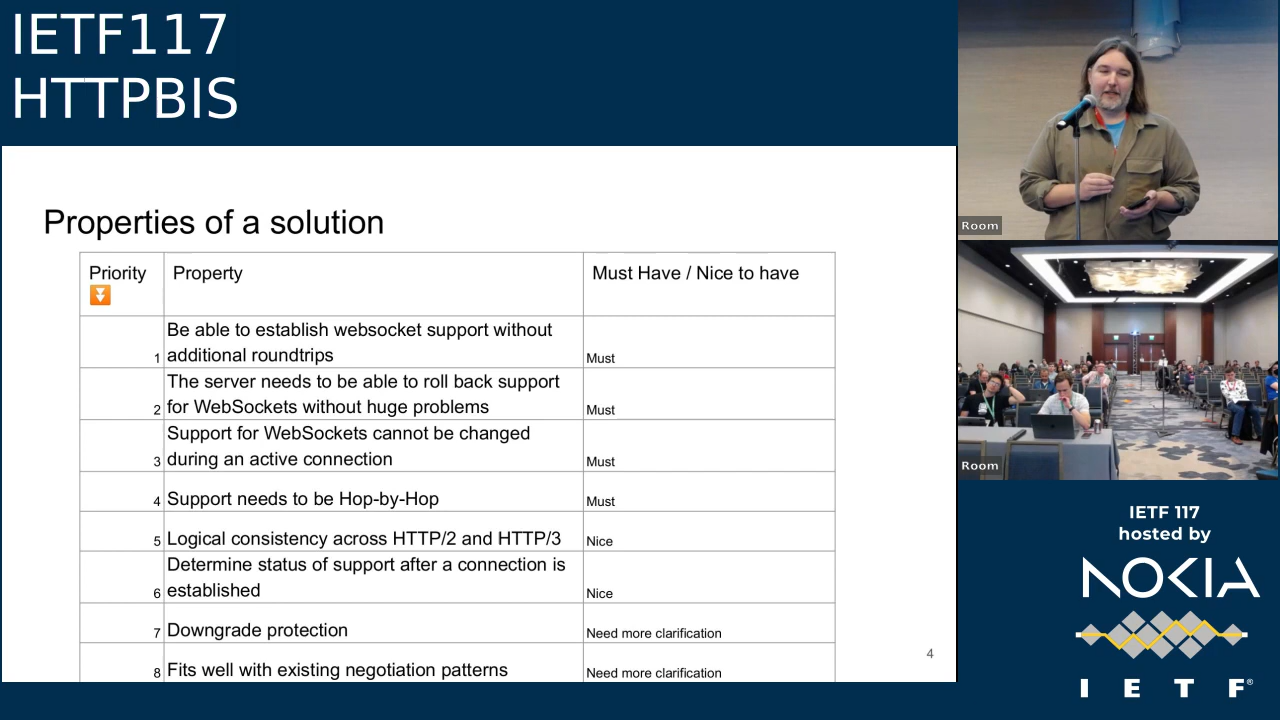 IETF117
HTTPBIS
Properties of a solution
Priority
Property
Must Have / Nice to have
1 Be able to establish websocket support without
additional roundtrips
Must
2 The server needs to be able to roll back support
for WebSockets without huge problems
Must
3 Support for WebSockets cannot be changed
during an active connection
Must
4 Support needs to be Hop-by-Hop
Must
5 Logical consistency across HTTP/2 and HTTP/3
Nice
6 Determine status of support after a connection is
established
Nice
7 Downgrade protection
Need more clarification
8 Fits well with existing negotiation patterns
Need more clarification
4
Room
Room
IETF 117
hosted by
NOKIA
I E T F®